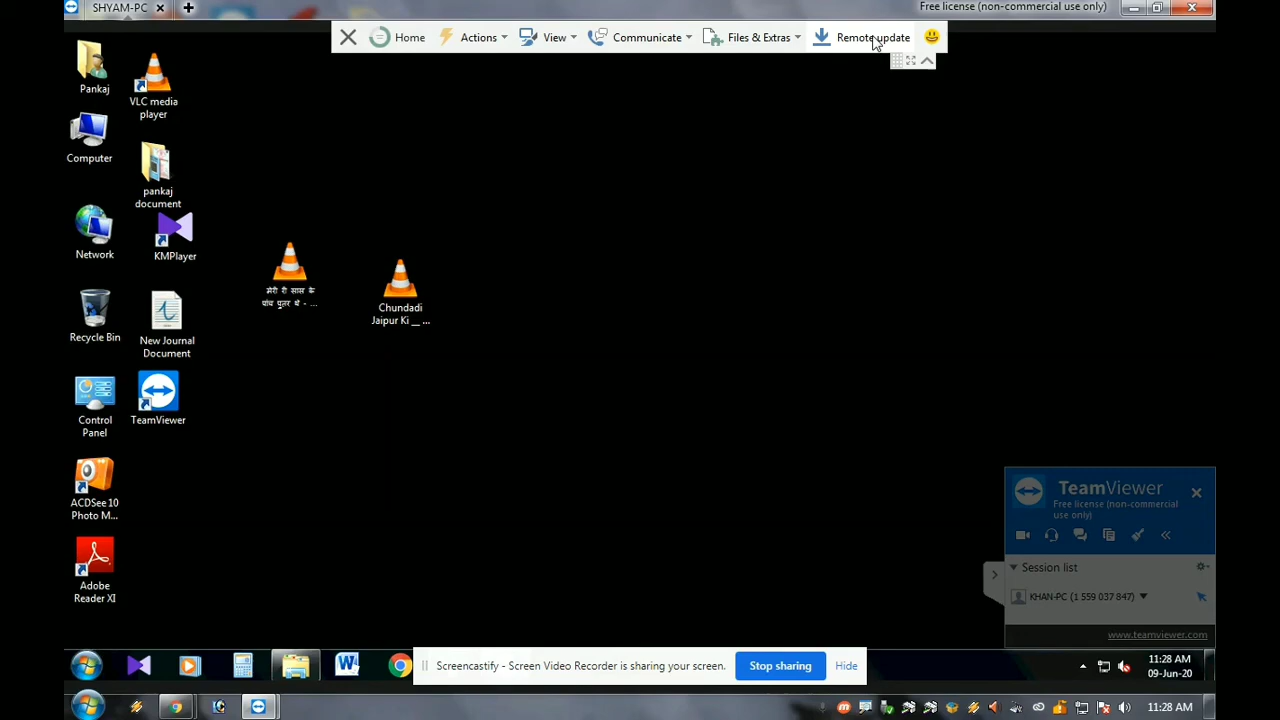 SHYAM-PC
Free license (non-commercial use only)
Home Actions View Communicate Files & Extras Remote update
Pankaj
VLC media
player
Computer
pankaj
document
Network
KMPlayer
मेरी री सास के
पांच पुत्तर थे - ...
Chundadi
Jaipur Ki __ ...
Recycle Bin
New Journal
Document
Control
Panel
TeamViewer
ACDSee 10
Photo M...
Adobe
Reader XI
TeamViewer
Free license (non-commercial
use only)
Session list
KHAN-PC (1 559 037 847)
www.teamviewer.com
Screencastify - Screen Video Recorder is sharing your screen.
Stop sharing
Hide
11:28 AM
09-Jun-20
11:28 AM